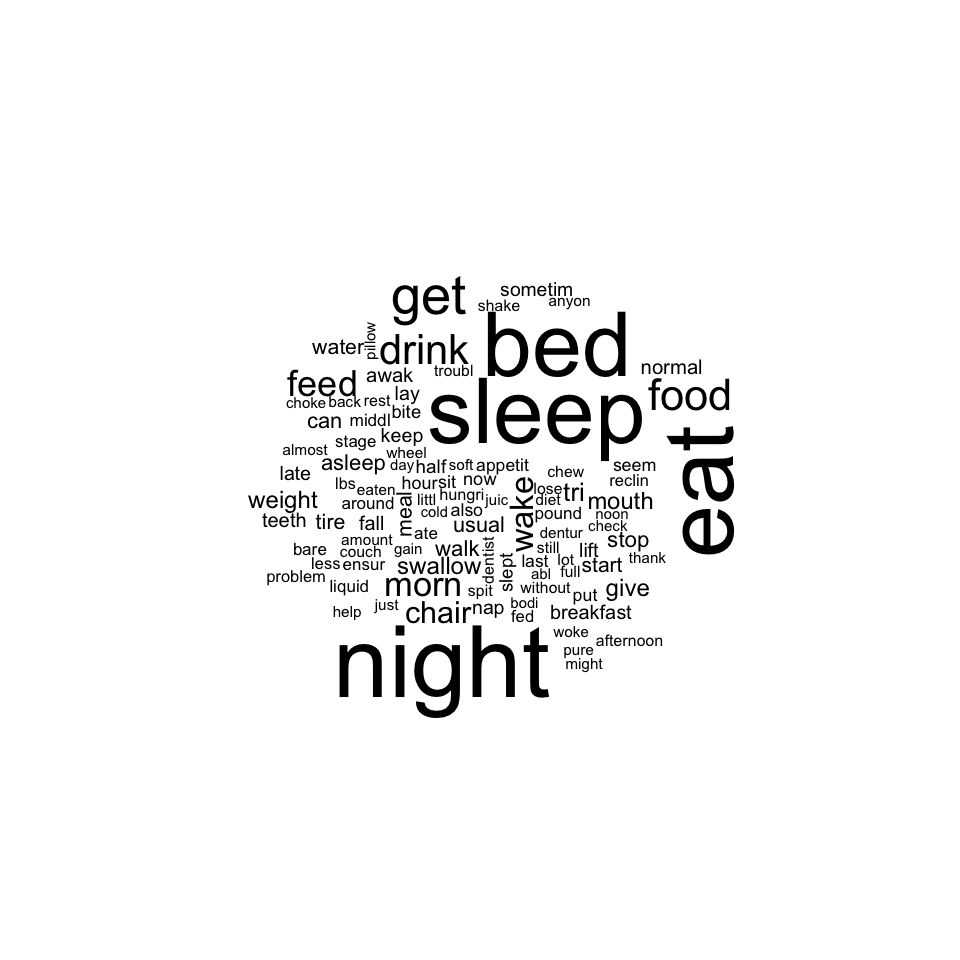 get
sometim
shake
anyon
bed
water
pillow
drink
troubl
normal
feed
awak
sleep
food
choke
back
rest
lay
can
middl
bite
eat
almost
stage
keep
wheel
late
asleep
day
half
soft
appetit
chew
seem
reclin
lbs
eaten
hour
sit
now
weight
around
meal
littl
hungri
juic
wake
lose
tri
diet
mouth
teeth
tire
fall
cold
also
pound
noon
check
ate
usual
dentur
stop
amount
bare
couch
gain
walk
dentist
still
lift
thank
less
ensur
swallow
slept
last
lot
start
problem
liquid
morn
spit
abl
full
without
put
give
help
just
chair
nap
bodi
fed
breakfast
night
woke
afternoon
pure
might